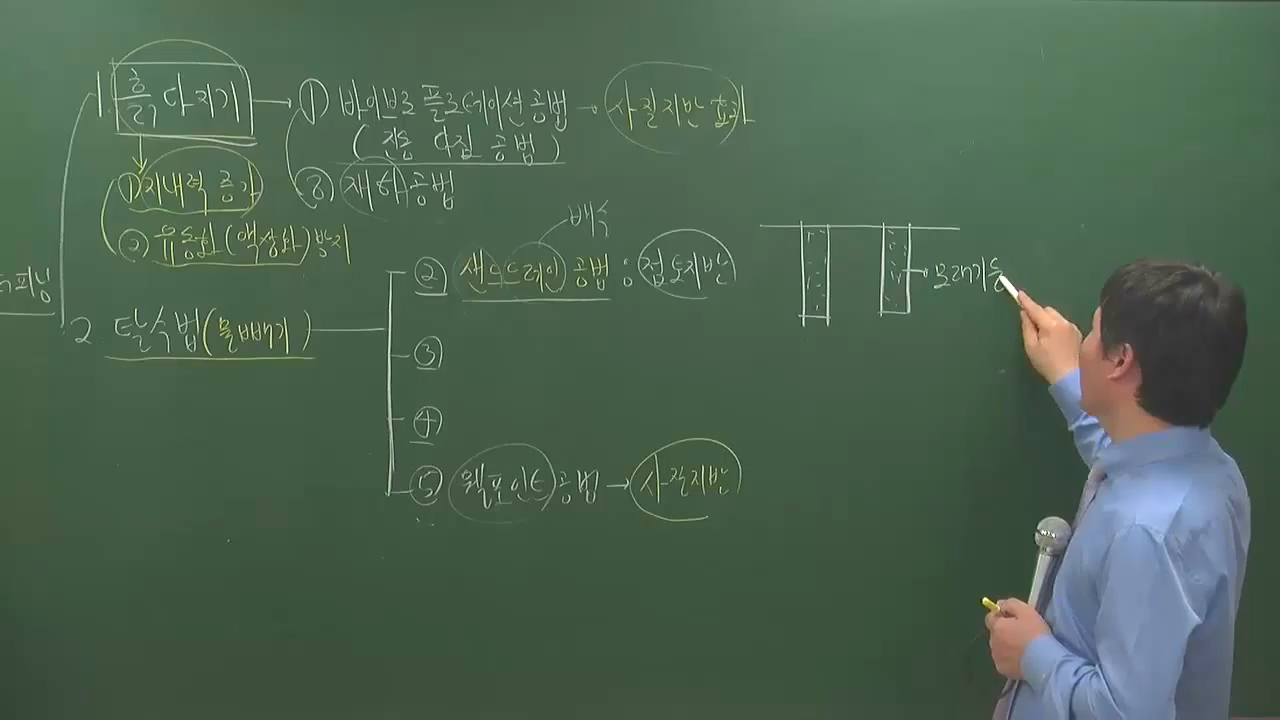 1. 흙다지기 → ① 바이브로 플로테이션 공법 → 사질지반 효과
(진동 다짐 공법)
① 지내력 증가
⑧ 재하공법
② 유동화(액상화)방지
배수
② 샌드드레인 공법 : 점토지반
모래기둥
2 탈수법(물빼기)
③
④
⑤ 웰포인트 공법 → 사질지반